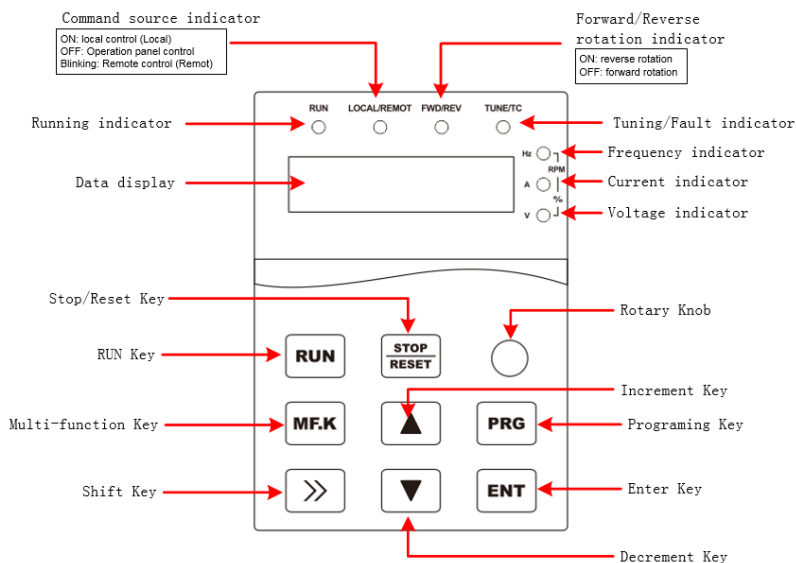 Command source indicator
ON: local control (Local)
OFF: Operation panel control
Blinking: Remote control (Remot)
Forward/Reverse
rotation indicator
ON: reverse rotation
OFF: forward rotation
RUN
LOCAL/REMOT
FWD/REV
TUNE/TC
Running indicator
Tuning/Fault indicator
Hz
Frequency indicator
RPM
Data display
A
Current indicator
%
V
Voltage indicator
Stop/Reset Key
Rotary Knob
RUN Key
RUN
STOP
RESET
Increment Key
Multi-function Key
MF.K
PRG
Programing Key
Shift Key
ENT
Enter Key
Decrement Key